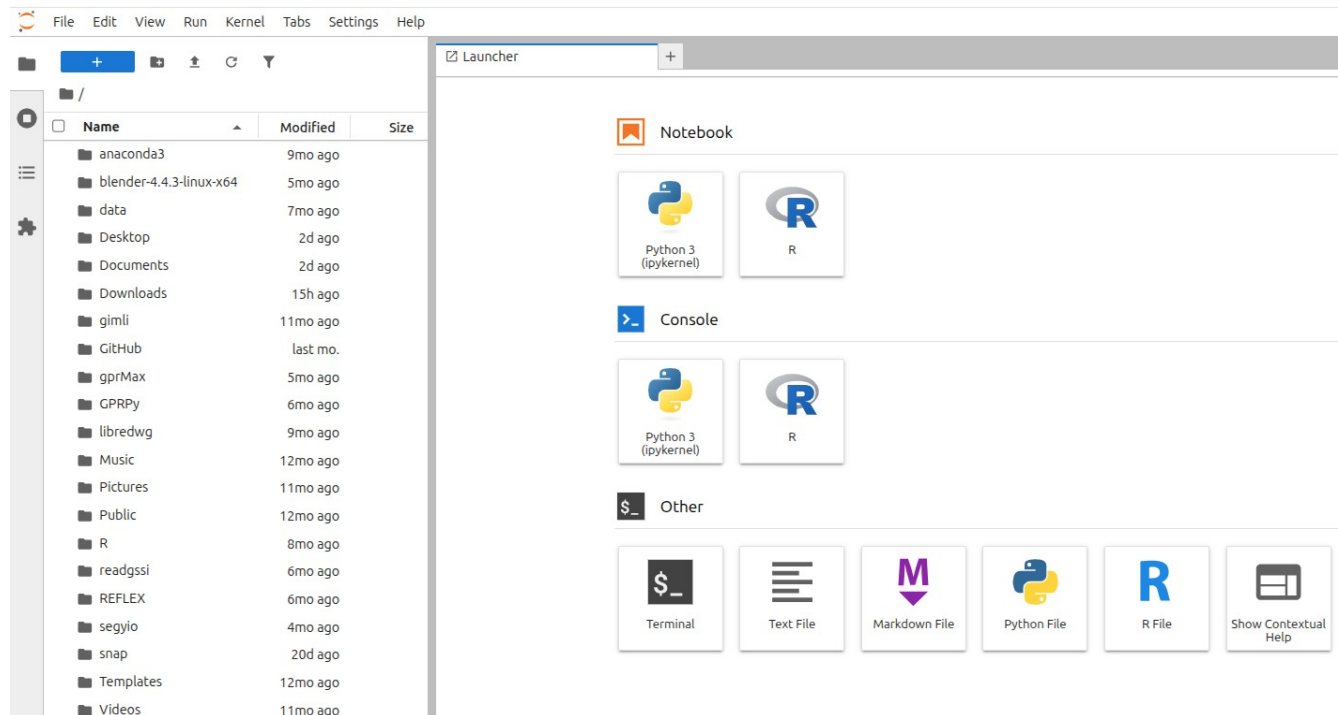 File Edit View Run Kernel Tabs Settings Help
+
/
Name Modified Size
anaconda3 9mo ago
blender-4.4.3-linux-x64 5mo ago
data 7mo ago
Desktop 2d ago
Documents 2d ago
Downloads 15h ago
gimli 11mo ago
GitHub last mo.
gprMax 5mo ago
GPRPy 6mo ago
libredwg 9mo ago
Music 12mo ago
Pictures 11mo ago
Public 12mo ago
R 8mo ago
readgssi 6mo ago
REFLEX 6mo ago
segyio 4mo ago
snap 20d ago
Templates 12mo ago
Videos 11mo ago
Launcher +
Notebook
Python 3 R
(ipykernel)
Console
Python 3 R
(ipykernel)
$_ Other
$_ M R
Terminal Text File Markdown File Python File R File Show Contextual
Help